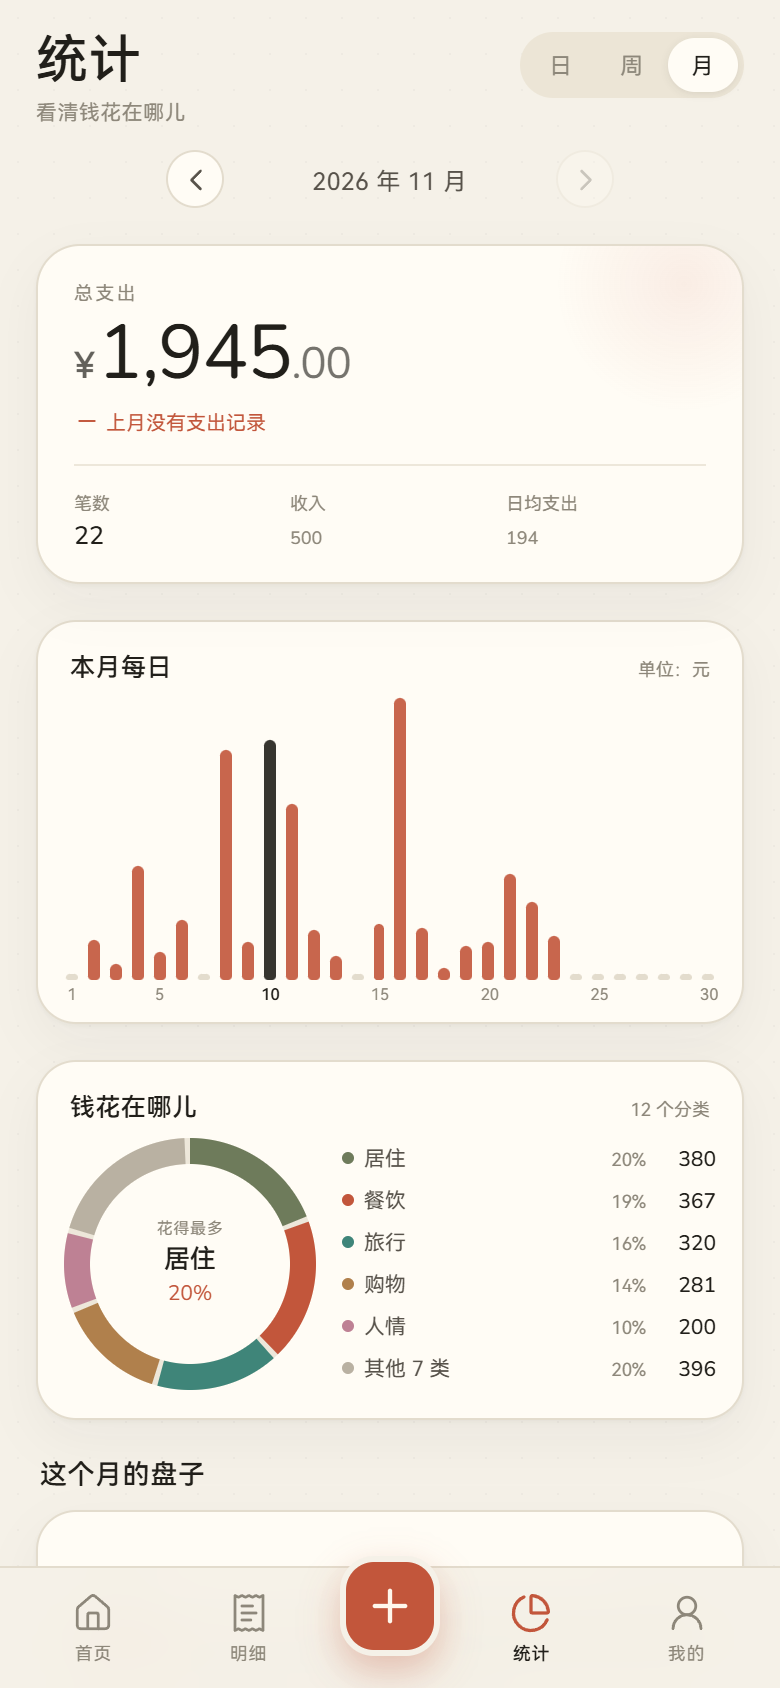 统计
日 周 月
看清钱花在哪儿
2026 年 11 月
总支出
¥1,945.00
一 上月没有支出记录
笔数 收入 日均支出
22 500 194
本月每日 单位：元
1 5 10 15 20 25 30
钱花在哪儿 12 个分类
花得最多
居住
20%
居住 20% 380
餐饮 19% 367
旅行 16% 320
购物 14% 281
人情 10% 200
其他 7 类 20% 396
这个月的盘子
首页 明细 统计 我的